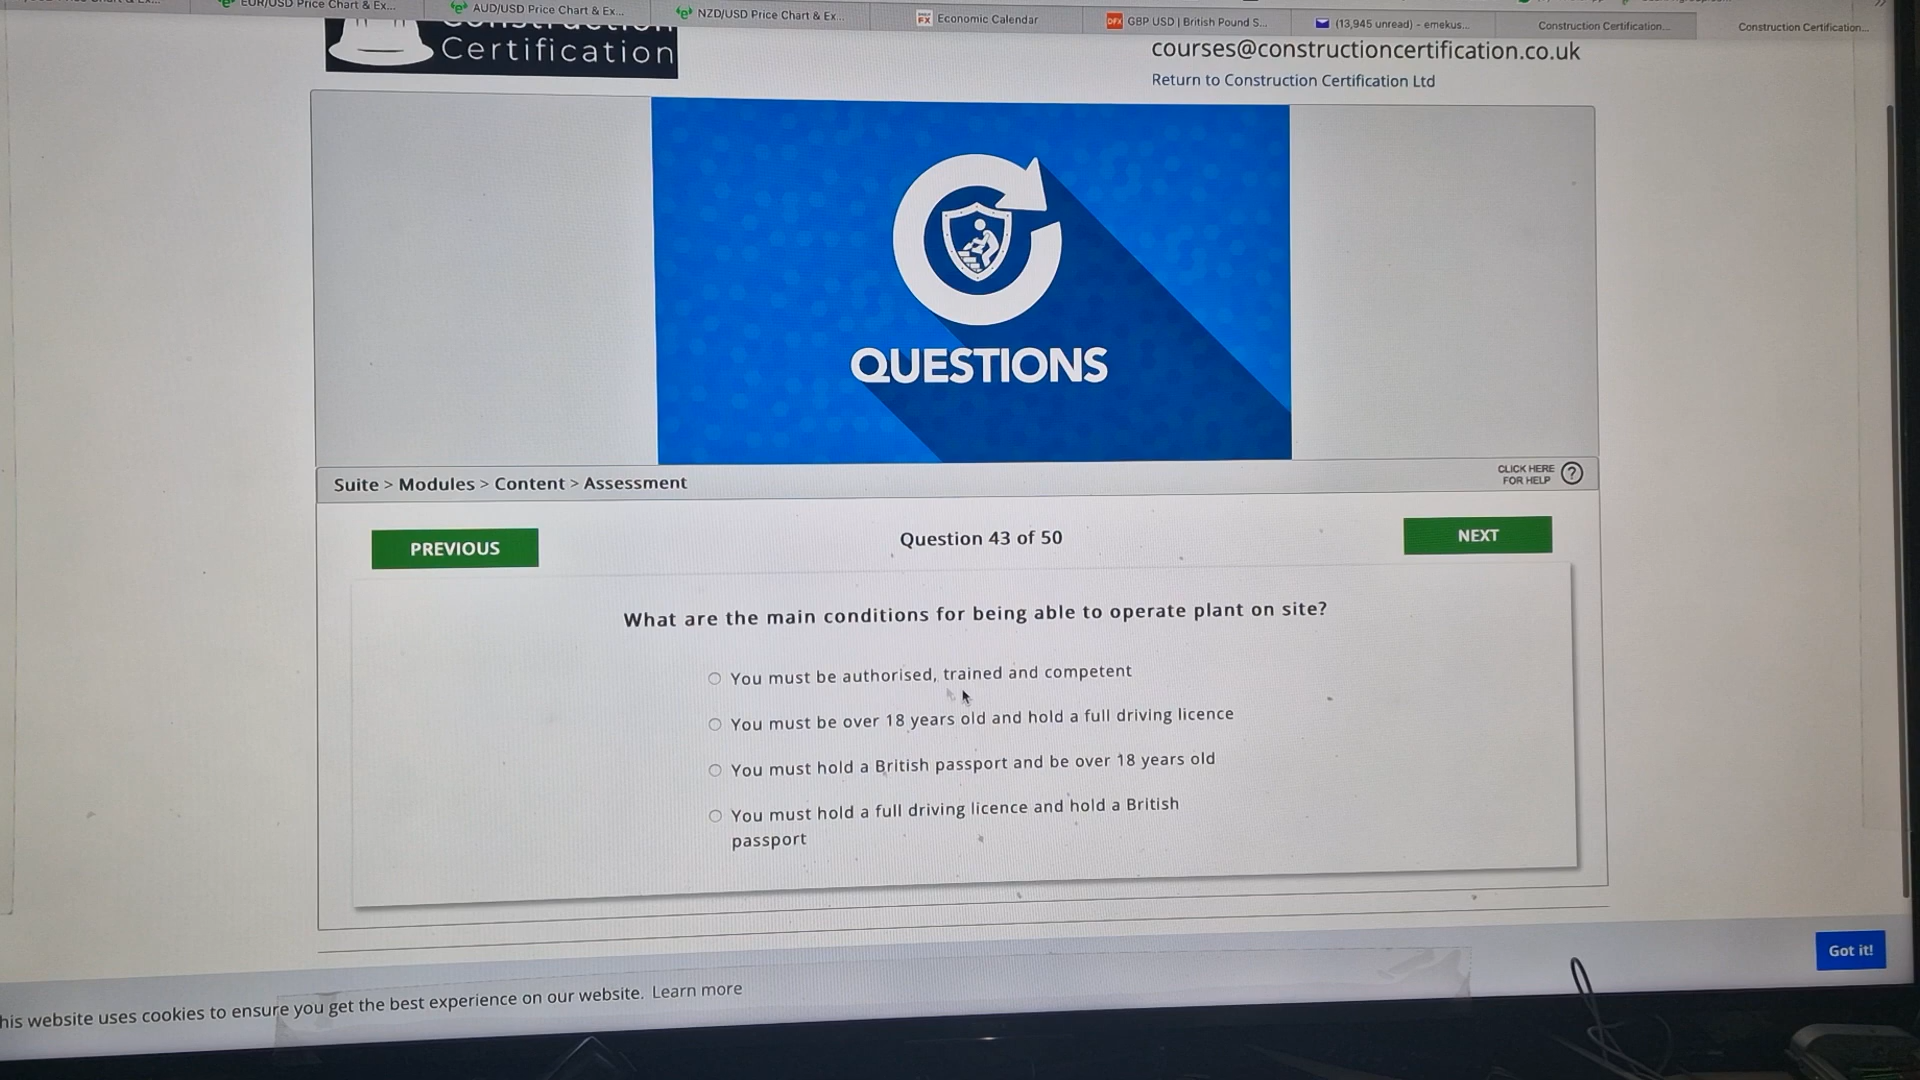 EUR/USD Price Chart & Ex...
AUD/USD Price Chart & Ex...
NZD/USD Price Chart & Ex...
Economic Calendar
GBP USD | British Pound S...
(13,945 unread) - emekus...
Construction Certification...
Construction Certification...
Construction
Certification
courses@constructioncertification.co.uk
Return to Construction Certification Ltd
QUESTIONS
Suite > Modules > Content > Assessment
CLICK HERE
FOR HELP ?
PREVIOUS
Question 43 of 50
NEXT
What are the main conditions for being able to operate plant on site?
You must be authorised, trained and competent
You must be over 18 years old and hold a full driving licence
You must hold a British passport and be over 18 years old
You must hold a full driving licence and hold a British
passport
Got it!
his website uses cookies to ensure you get the best experience on our website. Learn more